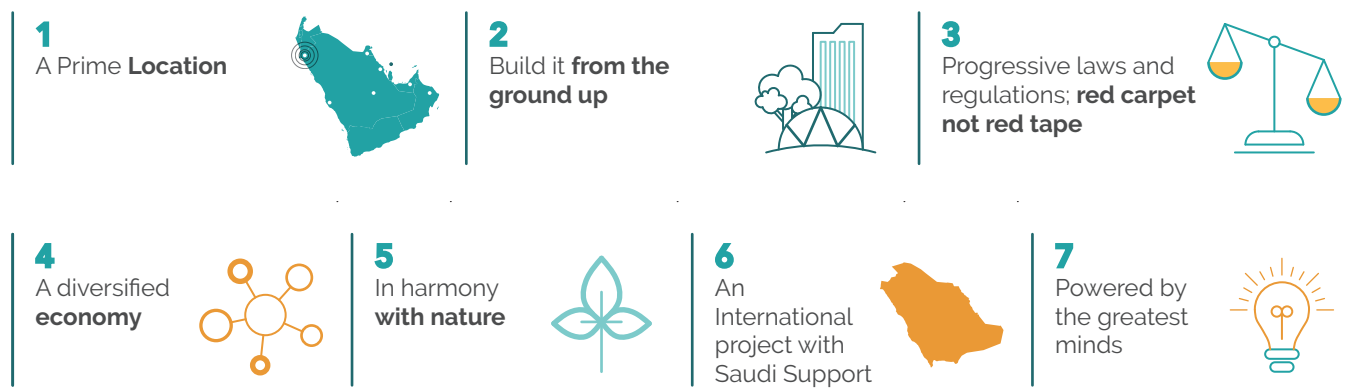 1
A Prime Location
2
Build it from the
ground up
3
Progressive laws and
regulations; red carpet
not red tape
4
A diversified
economy
5
In harmony
with nature
6
An
International
project with
Saudi Support
7
Powered by
the greatest
minds